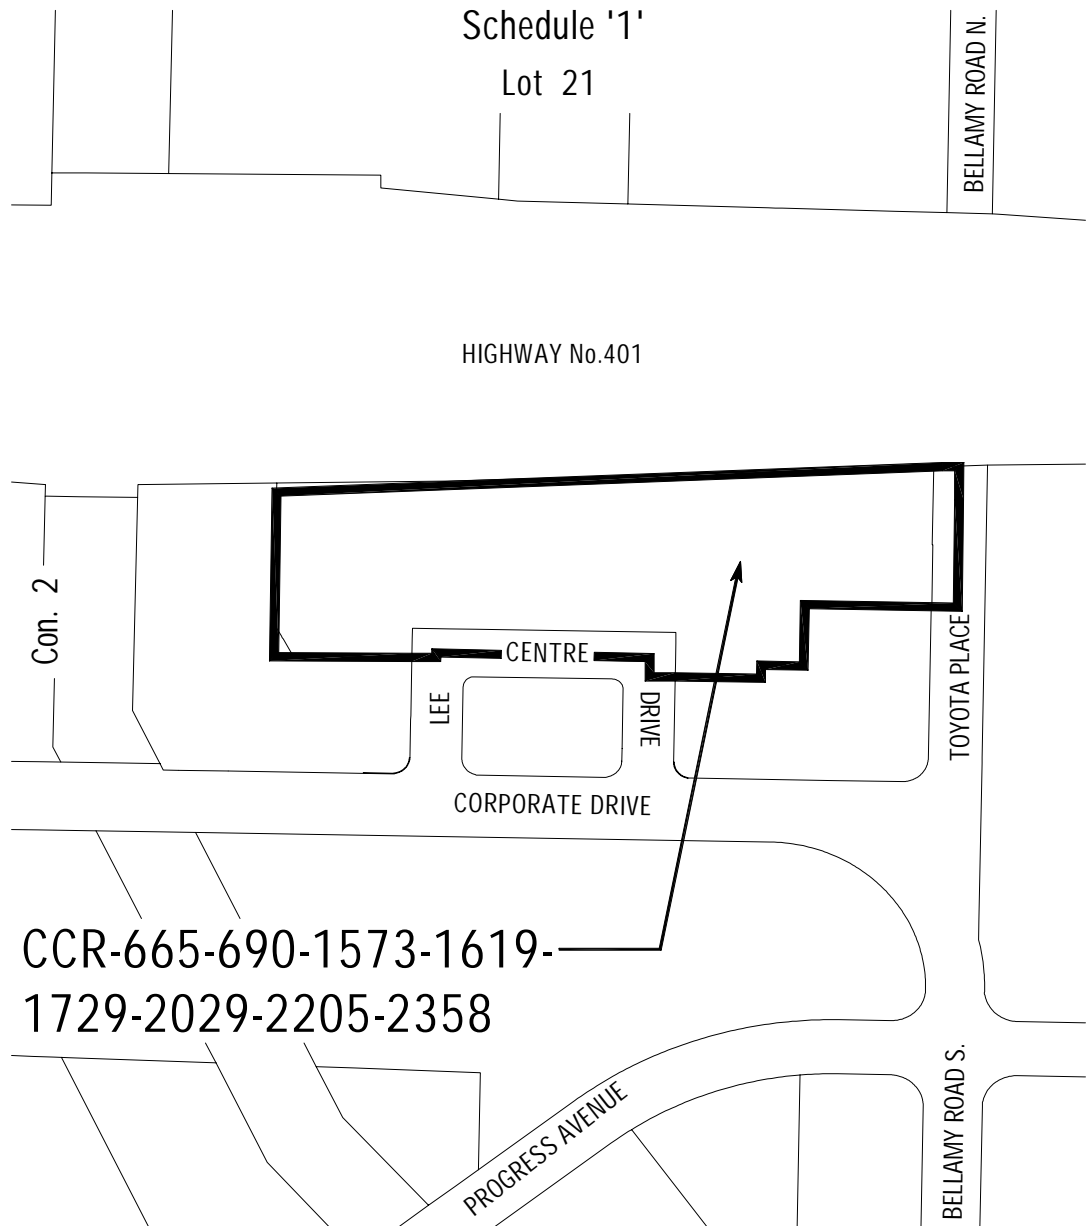 Schedule '1'
Lot 21
BELLAMY ROAD N.
HIGHWAY No.401
Con. 2
CENTRE
LEE
DRIVE
TOYOTA PLACE
CORPORATE DRIVE
CCR-665-690-1573-1619-
1729-2029-2205-2358
PROGRESS AVENUE
BELLAMY ROAD S.